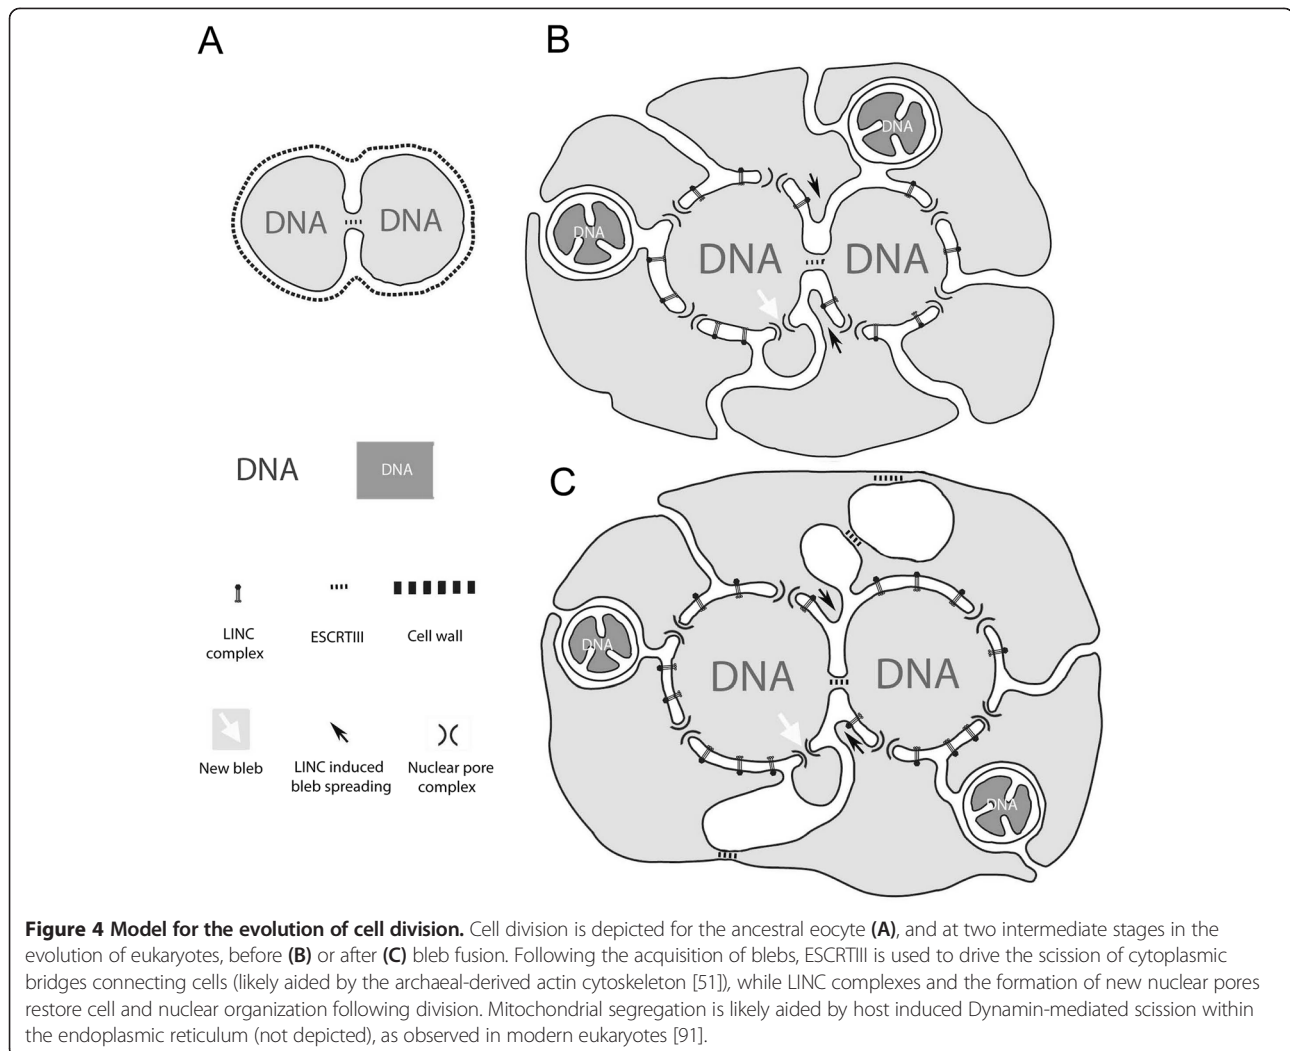 A
B
DNA
DNA
DNA
DNA
DNA
DNA
DNA
DNA
C
LINC
complex
ESCRTIII
Cell wall
DNA
DNA
DNA
DNA
New bleb
LINC induced
bleb spreading
Nuclear pore
complex
Figure 4 Model for the evolution of cell division. Cell division is depicted for the ancestral eocyte (A), and at two intermediate stages in the
evolution of eukaryotes, before (B) or after (C) bleb fusion. Following the acquisition of blebs, ESCRTIII is used to drive the scission of cytoplasmic
bridges connecting cells (likely aided by the archaeal-derived actin cytoskeleton [51]), while LINC complexes and the formation of new nuclear pores
restore cell and nuclear organization following division. Mitochondrial segregation is likely aided by host induced Dynamin-mediated scission within
the endoplasmic reticulum (not depicted), as observed in modern eukaryotes [91].